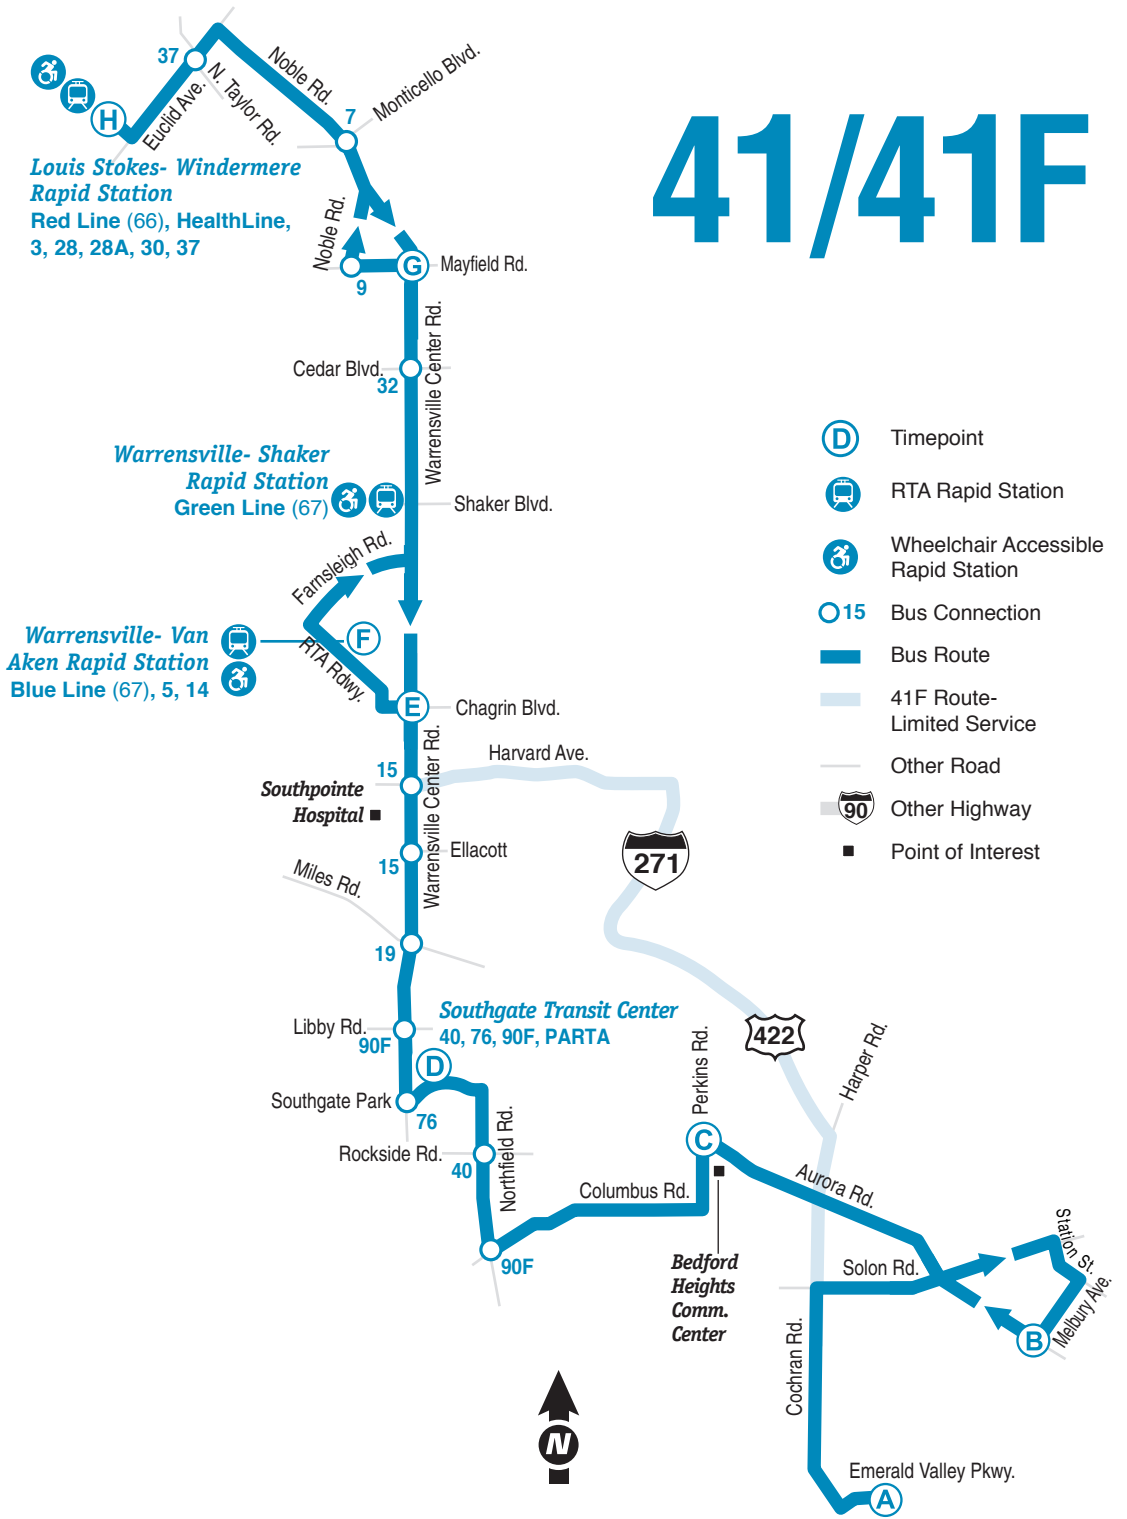 41/41F
37
Noble Rd.
Monticello Blvd.
7
H
Euclid Ave.
N. Taylor Rd.
Louis Stokes- Windermere
Rapid Station
Red Line (66), HealthLine,
3, 28, 28A, 30, 37
Noble Rd.
G
Mayfield Rd.
9
Warrensville Center Rd.
Cedar Blvd.
32
Warrensville- Shaker
Rapid Station
Green Line (67)
Shaker Blvd.
Farnsleigh Rd.
Warrensville- Van
Aken Rapid Station
Blue Line (67), 5, 14
F
RTA Rdwy.
E
Chagrin Blvd.
Warrensville Center Rd.
Harvard Ave.
15
Southpointe
Hospital
271
15
Ellacott
Miles Rd.
19
Southgate Transit Center
40, 76, 90F, PARTA
Libby Rd.
90F
D
Southgate Park
76
Rockside Rd.
40
Northfield Rd.
90F
Columbus Rd.
Perkins Rd.
422
Harper Rd.
C
Aurora Rd.
Bedford
Heights
Comm.
Center
Solon Rd.
Station St.
Melbury Ave.
B
Cochran Rd.
Emerald Valley Pkwy.
A
N
D
Timepoint
RTA Rapid Station
Wheelchair Accessible
Rapid Station
15
Bus Connection
Bus Route
41F Route-
Limited Service
Other Road
90
Other Highway
Point of Interest